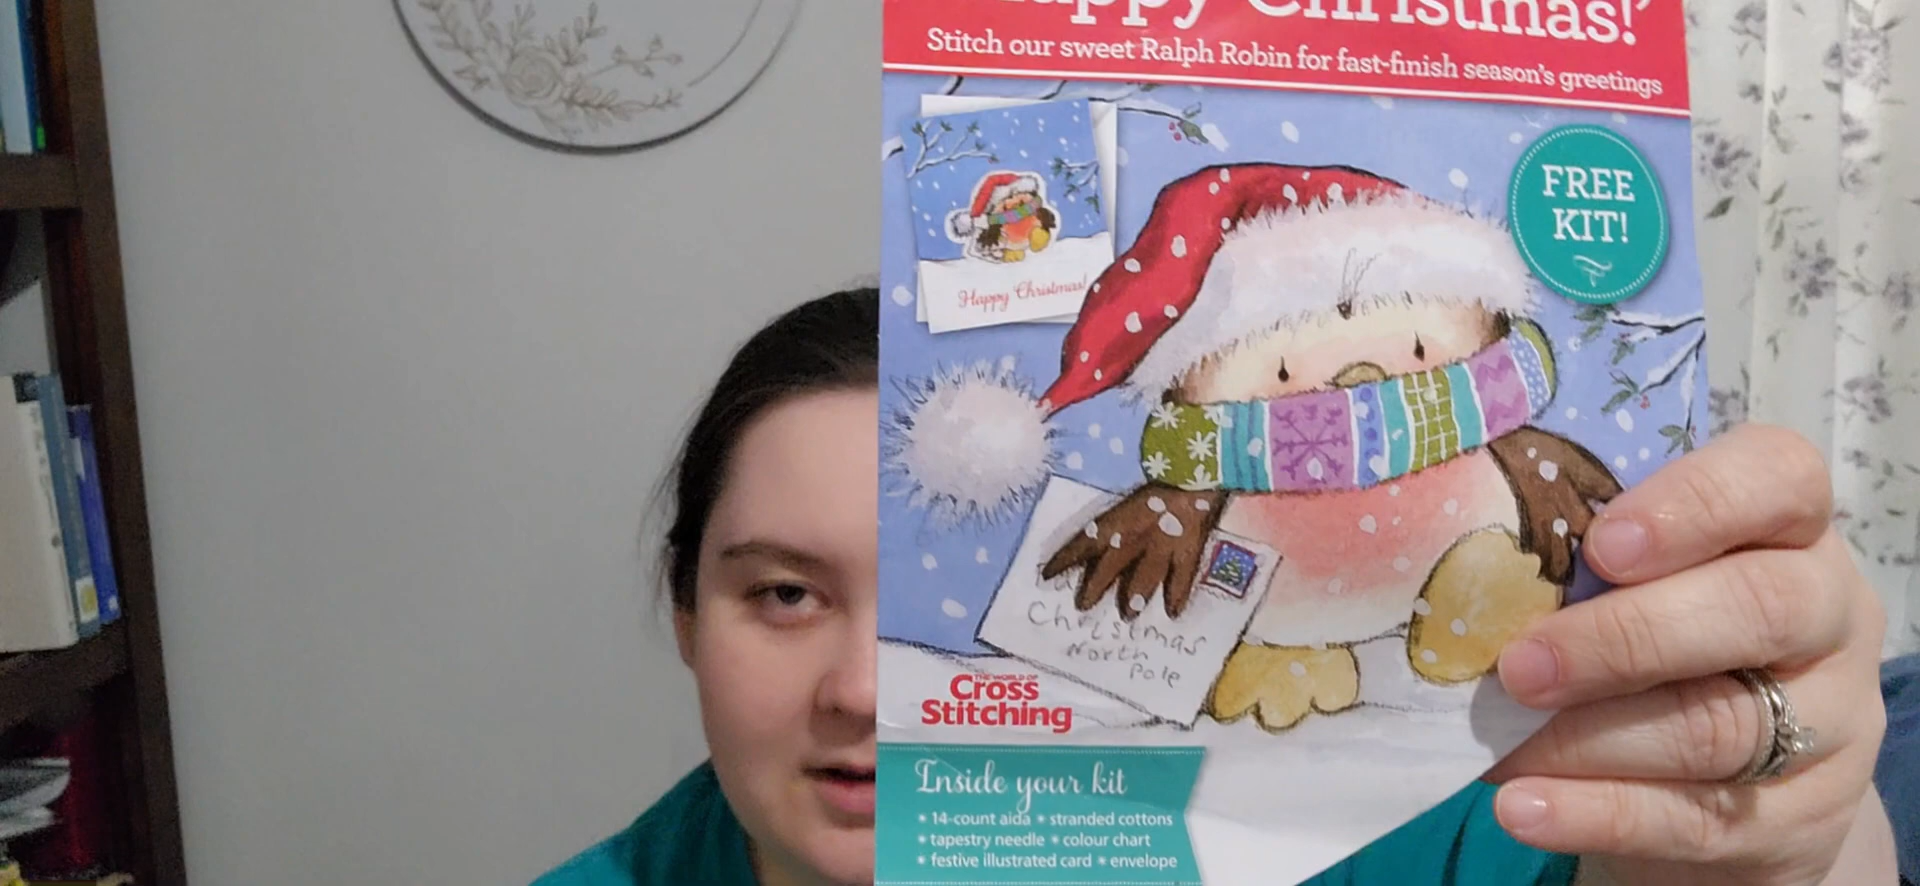 Happy Christmas!'
Stitch our sweet Ralph Robin for fast-finish season's greetings
FREE
KIT!
Happy Christmas!
Christmas
North
Pole
THE WORLD OF
Cross
Stitching
Inside your kit
* 14-count aida * stranded cottons
* tapestry needle * colour chart
* festive illustrated card * envelope